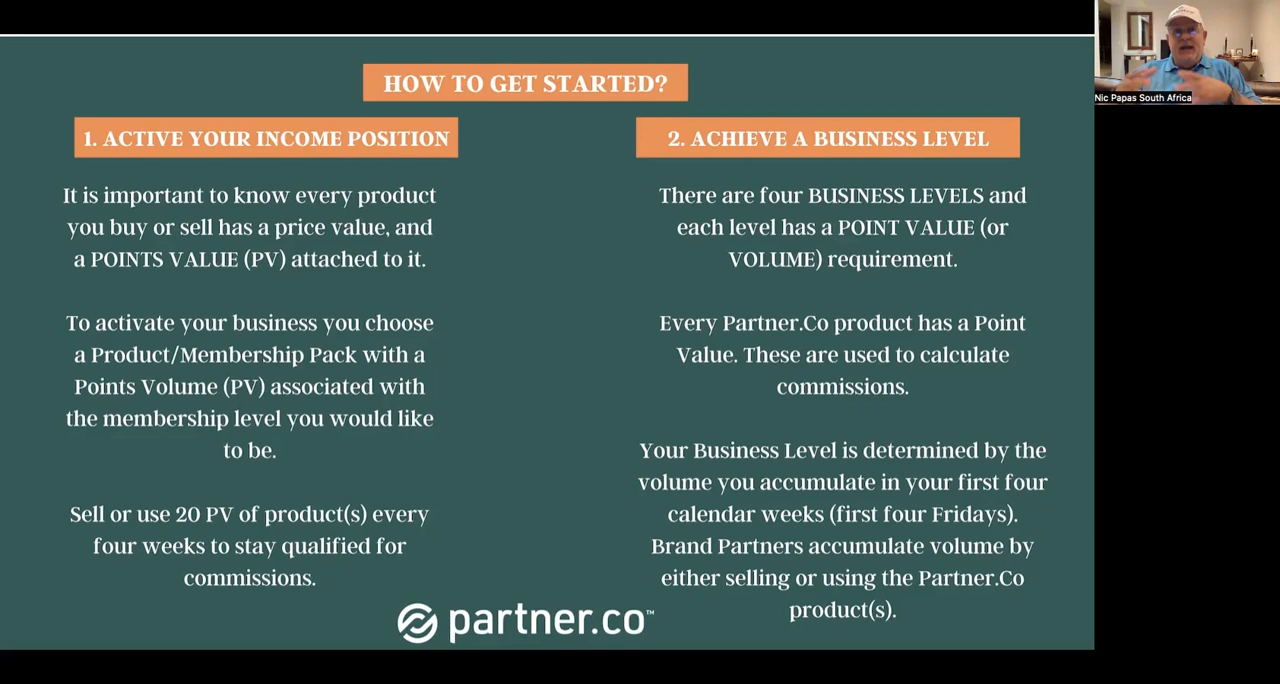 HOW TO GET STARTED?
1. ACTIVE YOUR INCOME POSITION
It is important to know every product
you buy or sell has a price value, and
a POINTS VALUE (PV) attached to it.
To activate your business you choose
a Product/Membership Pack with a
Points Volume (PV) associated with
the membership level you would like
to be.
Sell or use 20 PV of product(s) every
four weeks to stay qualified for
commissions.
2. ACHIEVE A BUSINESS LEVEL
There are four BUSINESS LEVELS and
each level has a POINT VALUE (or
VOLUME) requirement.
Every Partner.Co product has a Point
Value. These are used to calculate
commissions.
Your Business Level is determined by the
volume you accumulate in your first four
calendar weeks (first four Fridays).
Brand Partners accumulate volume by
either selling or using the Partner.Co
product(s).
partner.co™
Nic Papas South Africa